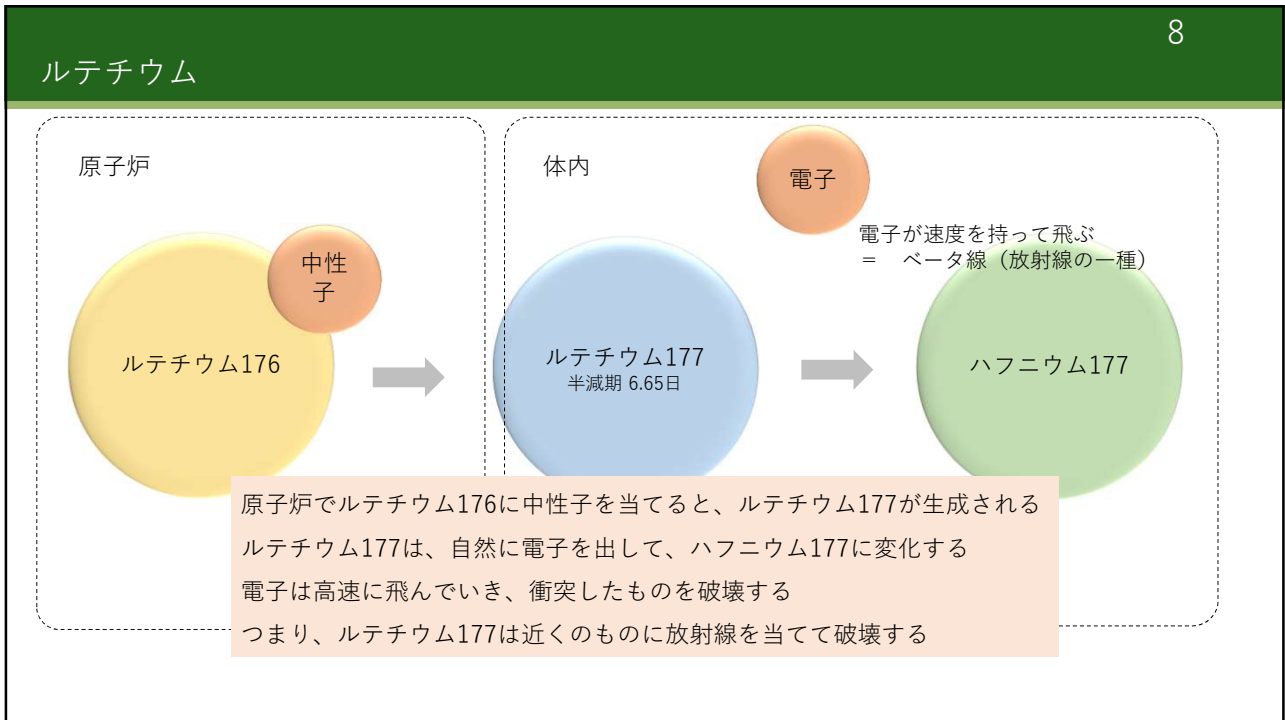 8
ルテチウム
原子炉
体内
電子
電子が速度を持って飛ぶ
＝　ベータ線（放射線の一種）
中性
子
ルテチウム176
ルテチウム177
半減期 6.65日
ハフニウム177
原子炉でルテチウム176に中性子を当てると、ルテチウム177が生成される
ルテチウム177は、自然に電子を出して、ハフニウム177に変化する
電子は高速に飛んでいき、衝突したものを破壊する
つまり、ルテチウム177は近くのものに放射線を当てて破壊する